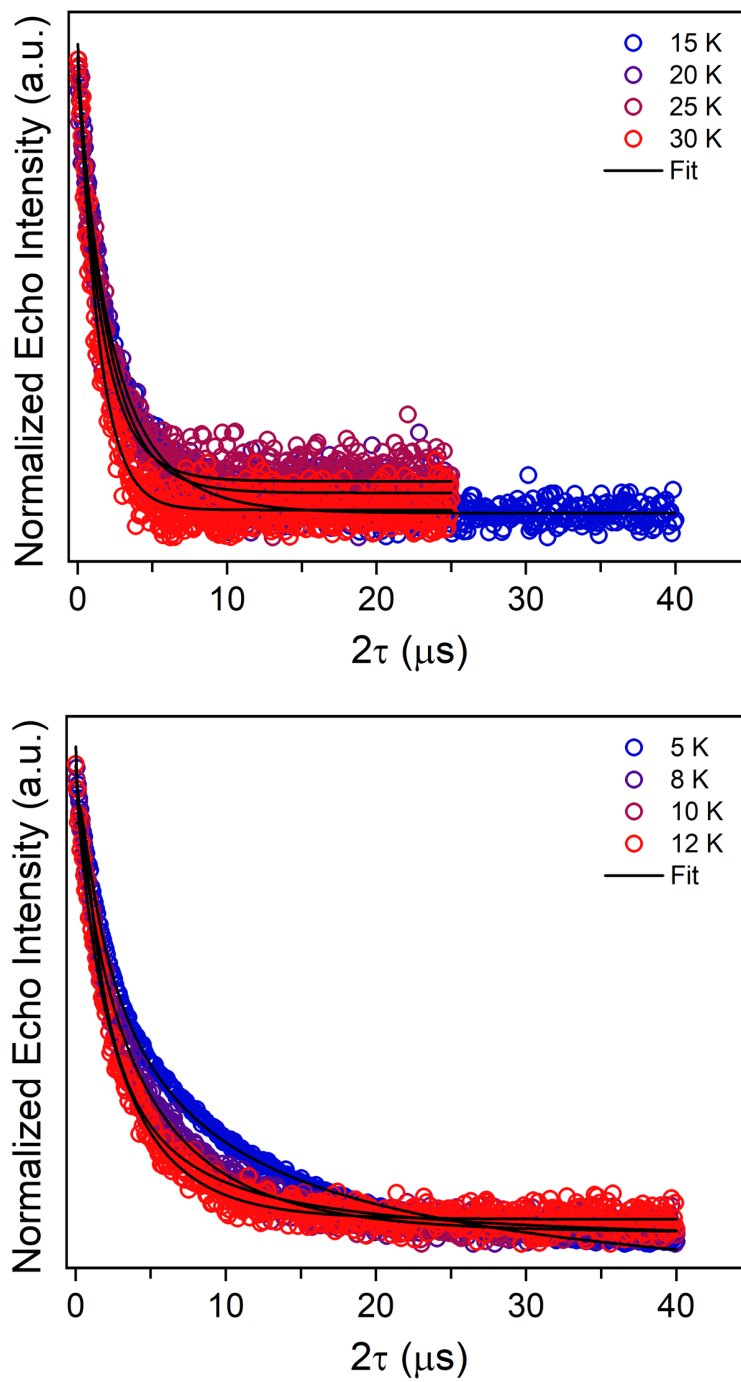 Normalized Echo Intensity (a.u.)
15 K
20 K
25 K
30 K
Fit
0 10 20 30 40
2τ (μs)
Normalized Echo Intensity (a.u.)
5 K
8 K
10 K
12 K
Fit
0 10 20 30 40
2τ (μs)